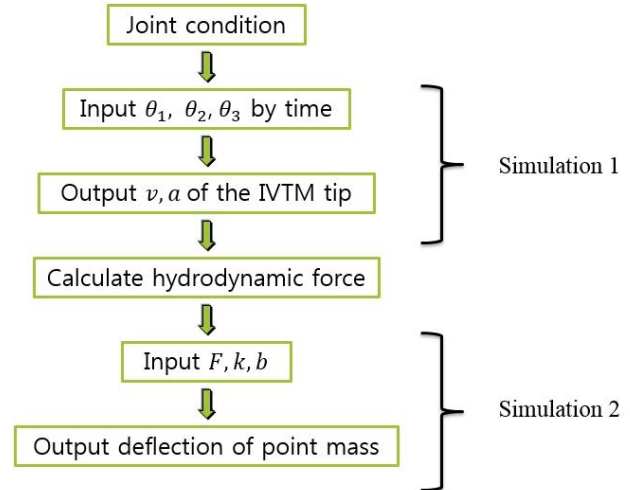 Joint condition
Input θ₁, θ₂, θ₃ by time
Output v, a of the IVTM tip
Simulation 1
Calculate hydrodynamic force
Input F, k, b
Output deflection of point mass
Simulation 2